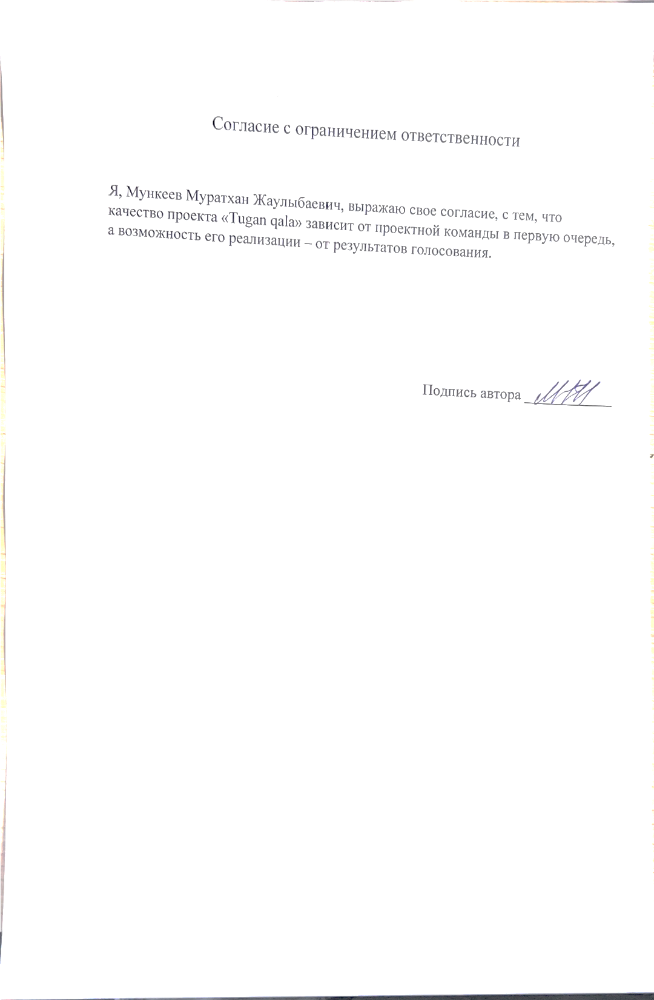 Согласие с ограничением ответственности
Я, Мункеев Муратхан Жаулыбаевич, выражаю свое согласие, с тем, что
качество проекта «Tugan qala» зависит от проектной команды в первую очередь,
а возможность его реализации – от результатов голосования.
Подпись автора